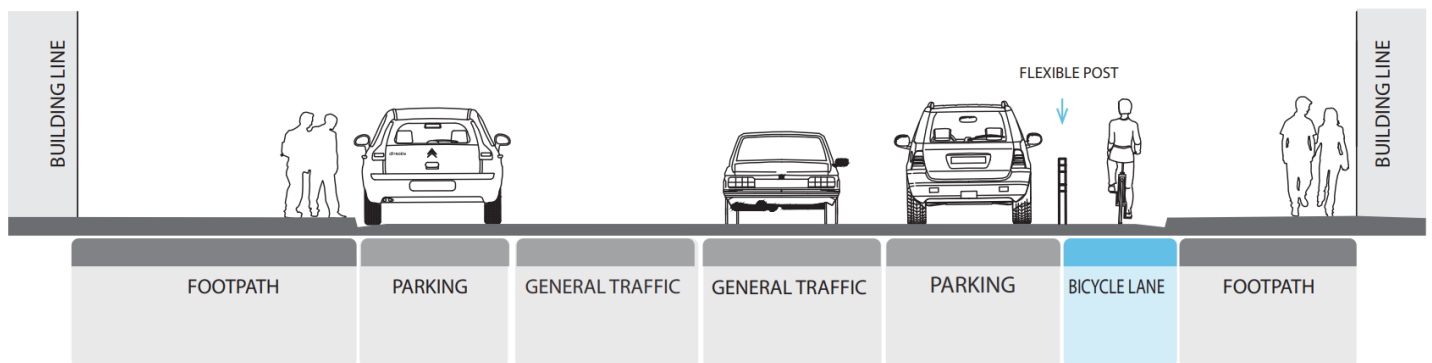 BUILDING LINE
FLEXIBLE POST
BUILDING LINE
FOOTPATH
PARKING
GENERAL TRAFFIC
GENERAL TRAFFIC
PARKING
BICYCLE LANE
FOOTPATH